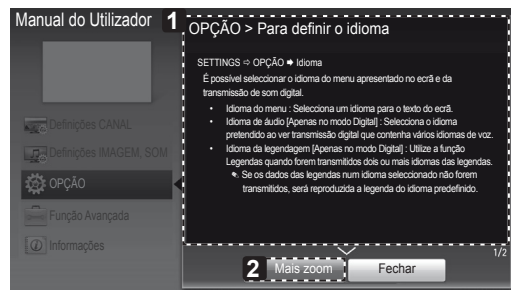 Manual do Utilizador
1
OPÇÃO > Para definir o idioma
SETTINGS ⇨ OPÇÃO ➡ Idioma
É possível seleccionar o idioma do menu apresentado no ecrã e da
transmissão de som digital.
• Idioma do menu : Selecciona um idioma para o texto do ecrã.
• Idioma de áudio [Apenas no modo Digital] : Selecciona o idioma
pretendido ao ver transmissão digital que contenha vários idiomas de voz.
• Idioma da legendagem [Apenas no modo Digital] : Utilize a função
Legendas quando forem transmitidos dois ou mais idiomas das legendas.
✎ Se os dados das legendas num idioma seleccionado não forem
transmitidos, será reproduzida a legenda do idioma predefinido.
Definições CANAL
Definições IMAGEM, SOM
OPÇÃO
Função Avançada
Informações
1/2
2
Mais zoom
Fechar